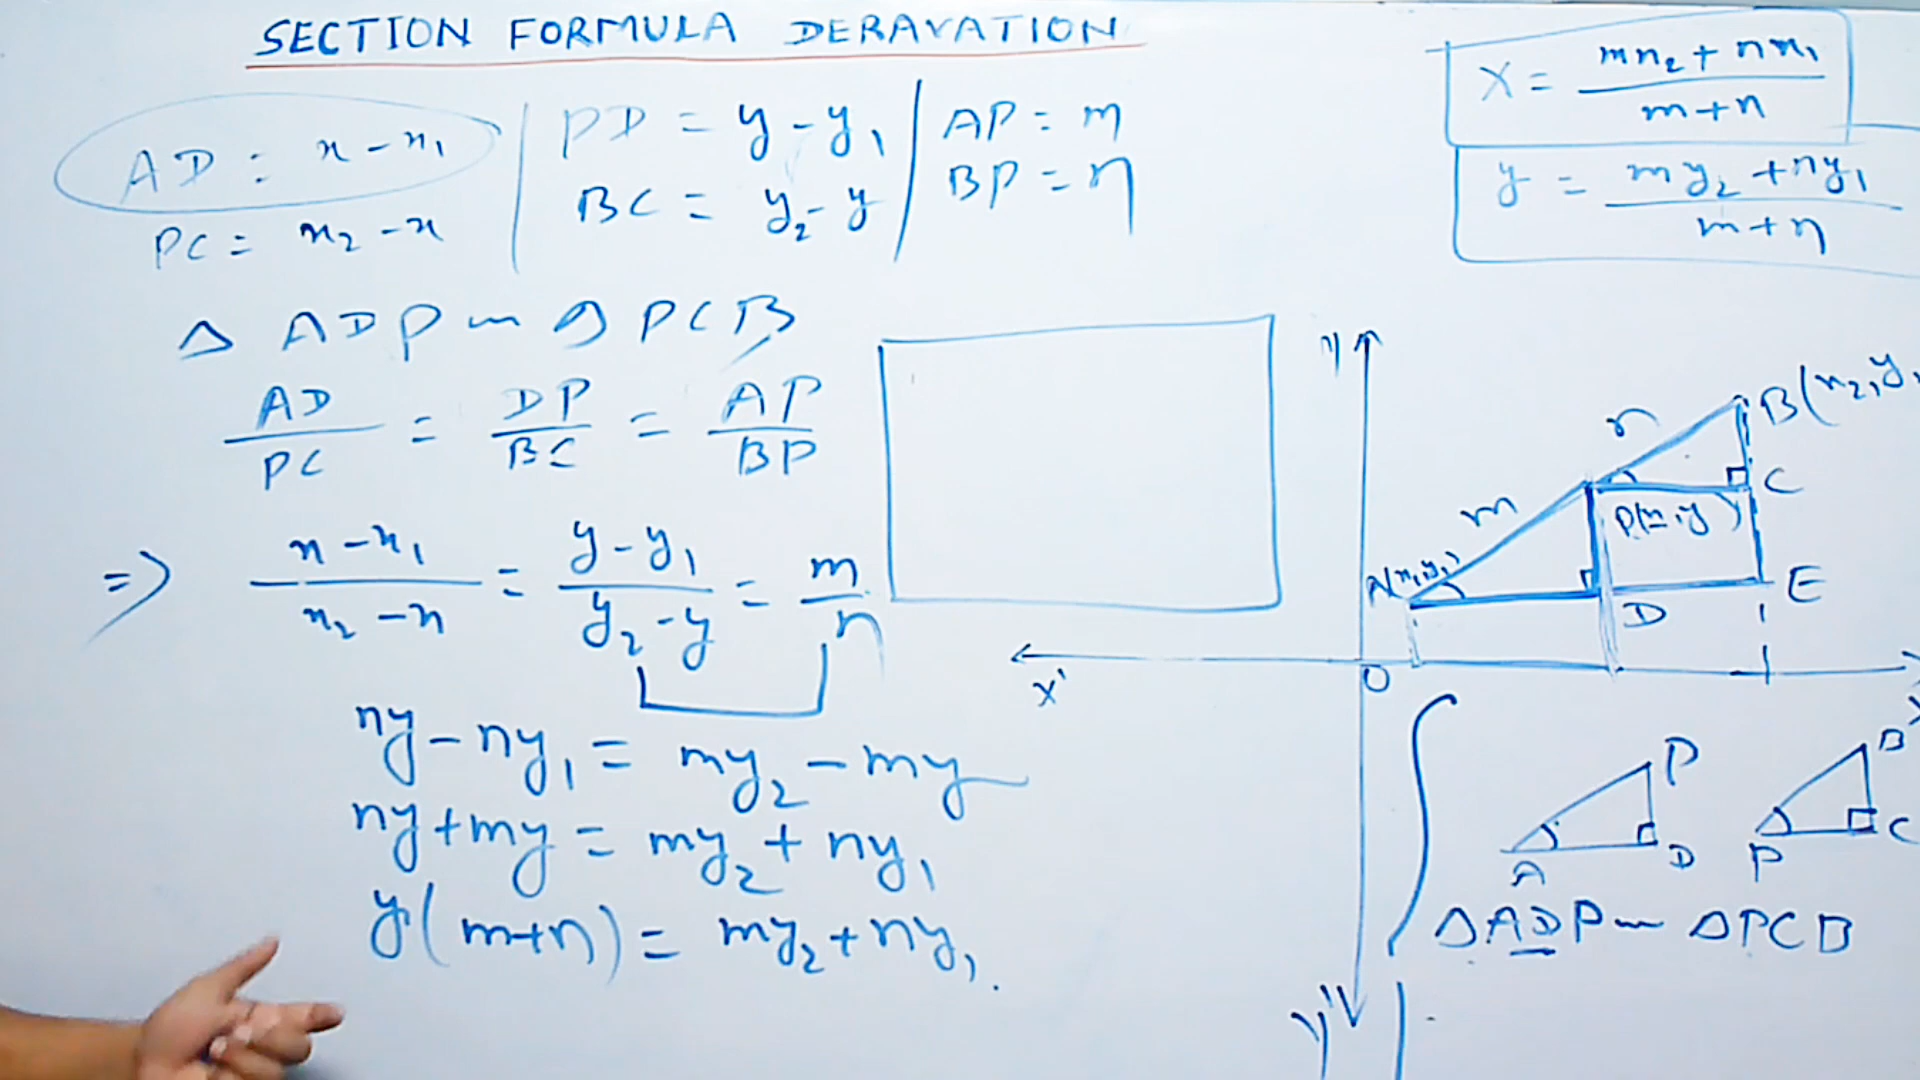 SECTION FORMULA DERAVATION
AD = x - x₁
PC = x₂ - x
PD = y - y₁
BC = y₂ - y
AP = m
BP = n
X = (mx₂ + nx₁)/(m+n)
y = (my₂ + ny₁)/(m+n)
Δ ADP ~ Δ PCB
AD/PC = DP/BC = AP/BP
=> (x - x₁)/(x₂ - x) = (y - y₁)/(y₂ - y) = m/n
ny - ny₁ = my₂ - my
ny + my = my₂ + ny₁
y(m+n) = my₂ + ny₁.
y
B(x₂, y
n
C
m
P(x, y)
A(x₁, y₁)
D
E
X'
O
y'
P
A
D
B
P
C
ΔADP ~ ΔPCB